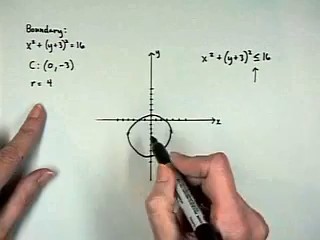 Boundary:
x² + (y+3)² = 16
C: (0, -3)
r = 4
x² + (y+3)² ≤ 16
y
x